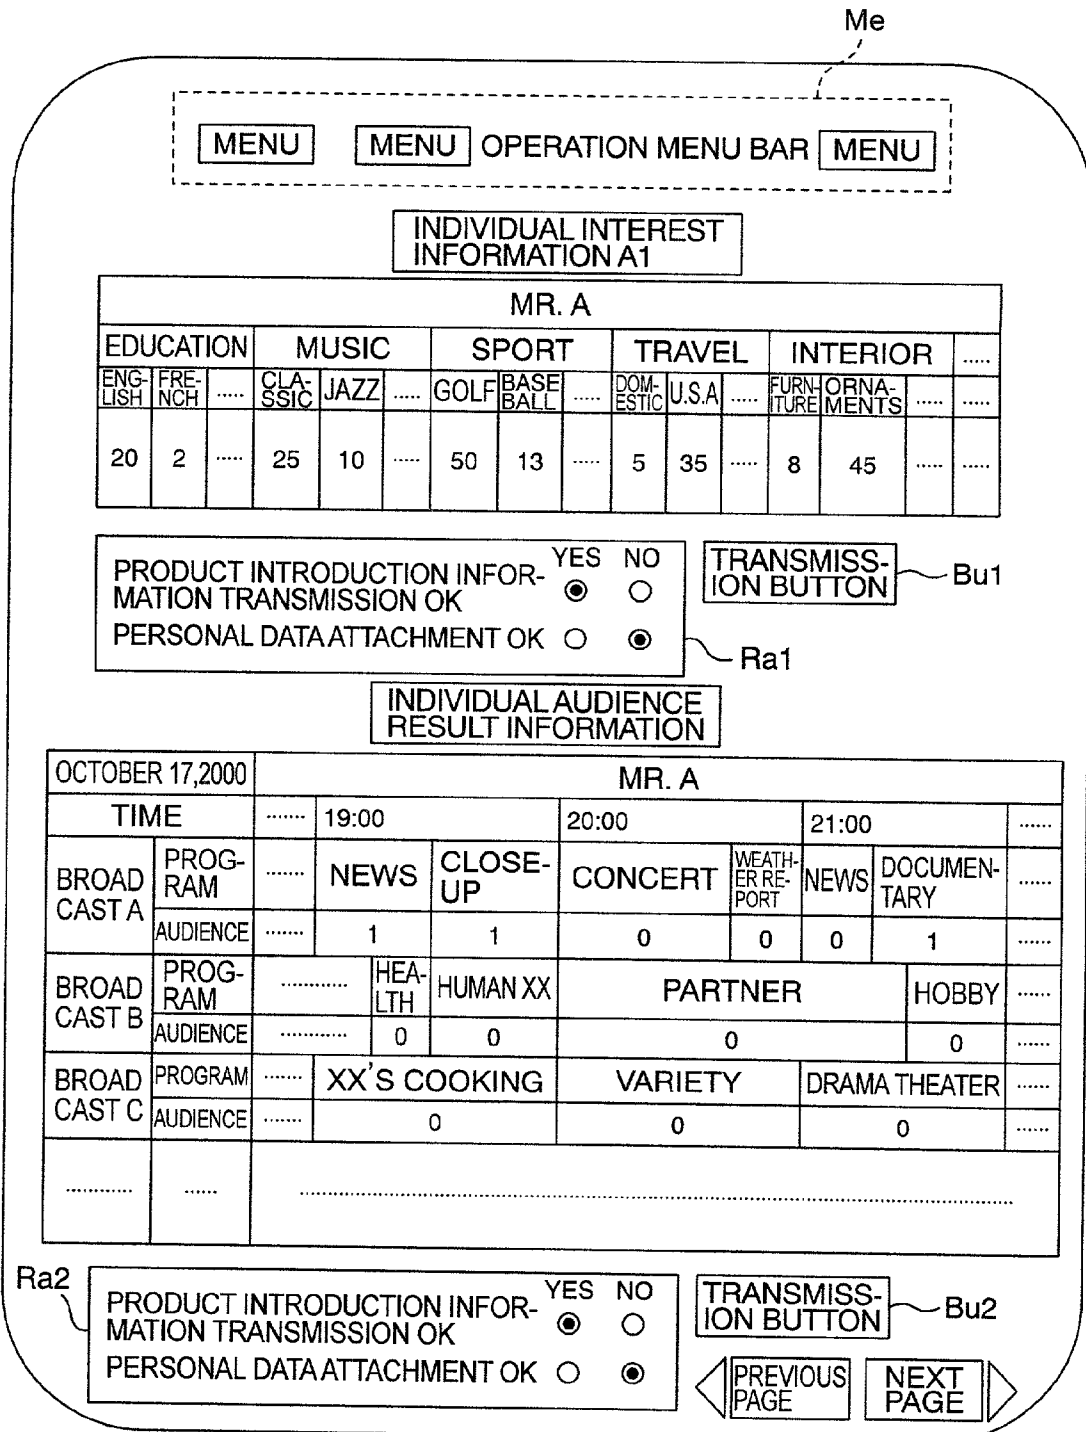 Me
MENU MENU OPERATION MENU BAR MENU
INDIVIDUAL INTEREST
INFORMATION A1
MR. A
EDUCATION MUSIC SPORT TRAVEL INTERIOR .....
ENG-
LISH FRE-
NCH ..... CLA-
SSIC JAZZ ..... GOLF BASE
BALL ..... DOM-
ESTIC U.S.A ..... FURN-
ITURE ORNA-
MENTS ..... .....
20 2 ..... 25 10 ..... 50 13 ..... 5 35 ..... 8 45 ..... .....
YES NO
PRODUCT INTRODUCTION INFOR-
MATION TRANSMISSION OK
PERSONAL DATA ATTACHMENT OK
TRANSMISS-
ION BUTTON
Bu1
Ra1
INDIVIDUAL AUDIENCE
RESULT INFORMATION
OCTOBER 17,2000 MR. A
TIME ....... 19:00 20:00 21:00 ......
BROAD
CAST A
PROG-
RAM ....... NEWS CLOSE-
UP CONCERT WEATH-
ER RE-
PORT NEWS DOCUMEN-
TARY ......
AUDIENCE ....... 1 1 0 0 0 1 ......
BROAD
CAST B
PROG-
RAM ............ HEA-
LTH HUMAN XX PARTNER HOBBY ......
AUDIENCE ............ 0 0 0 0 ......
BROAD
CAST C
PROGRAM ....... XX'S COOKING VARIETY DRAMA THEATER ......
AUDIENCE ....... 0 0 0 ......
............ ...... ............
Ra2
YES NO
PRODUCT INTRODUCTION INFOR-
MATION TRANSMISSION OK
PERSONAL DATA ATTACHMENT OK
TRANSMISS-
ION BUTTON
Bu2
PREVIOUS
PAGE
NEXT
PAGE